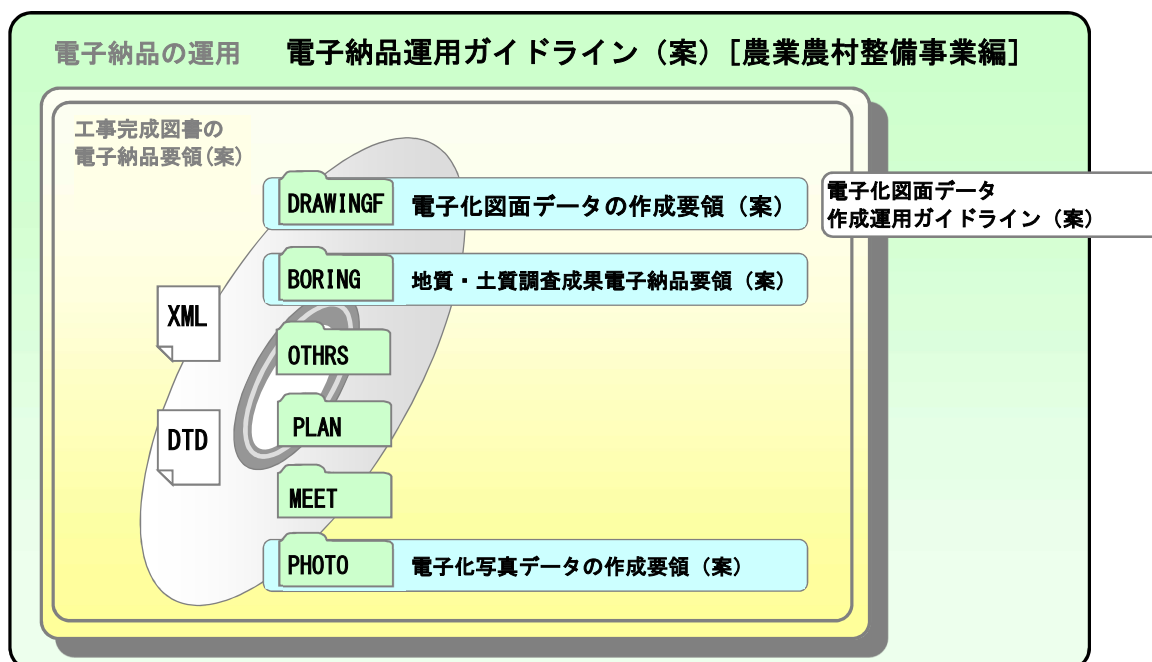 電子納品の運用 電子納品運用ガイドライン（案）[農業農村整備事業編]
工事完成図書の
電子納品要領(案)
DRAWINGF 電子化図面データの作成要領（案）
電子化図面データ
作成運用ガイドライン（案）
BORING 地質・土質調査成果電子納品要領（案）
XML
OTHRS
PLAN
DTD
MEET
PHOTO 電子化写真データの作成要領（案）